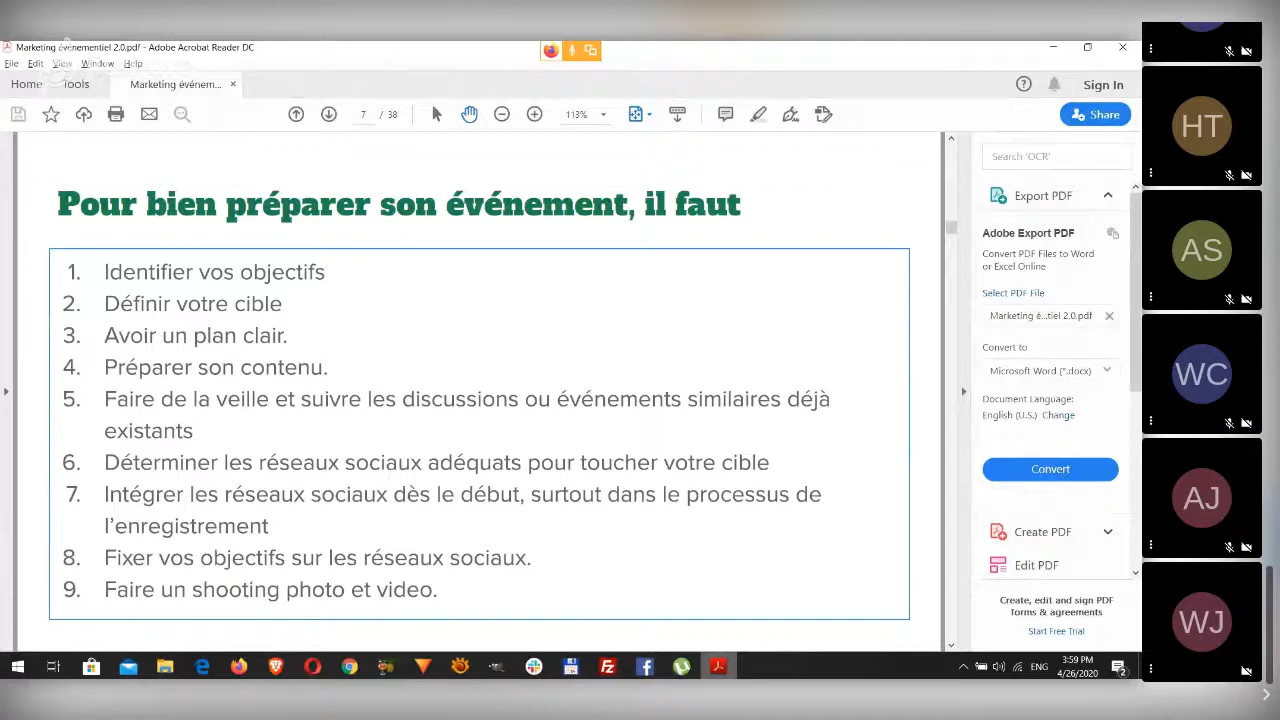 Marketing événementiel 2.0.pdf - Adobe Acrobat Reader DC
File Edit View Window Help
Home Tools Marketing événem... ×
Sign In
7 / 38
113%
Share
Pour bien préparer son événement, il faut
1. Identifier vos objectifs
2. Définir votre cible
3. Avoir un plan clair.
4. Préparer son contenu.
5. Faire de la veille et suivre les discussions ou événements similaires déjà
existants
6. Déterminer les réseaux sociaux adéquats pour toucher votre cible
7. Intégrer les réseaux sociaux dès le début, surtout dans le processus de
l’enregistrement
8. Fixer vos objectifs sur les réseaux sociaux.
9. Faire un shooting photo et video.
Search 'OCR'
Export PDF
Adobe Export PDF
Convert PDF Files to Word
or Excel Online
Select PDF File
Marketing é...tiel 2.0.pdf
Convert to
Microsoft Word (*.docx)
Document Language:
English (U.S.) Change
Convert
Create PDF
Edit PDF
Create, edit and sign PDF
forms & agreements
Start Free Trial
HT
AS
WC
AJ
WJ
ENG
3:59 PM
4/26/2020
2